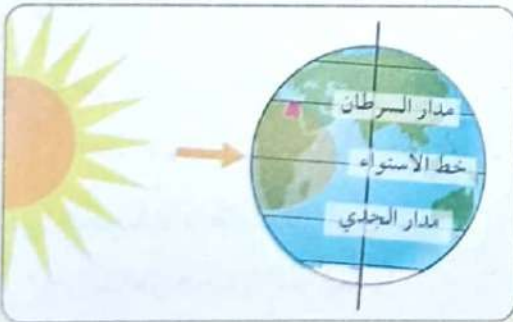 مدار السرطان
خط الاستواء
مدار الجدي